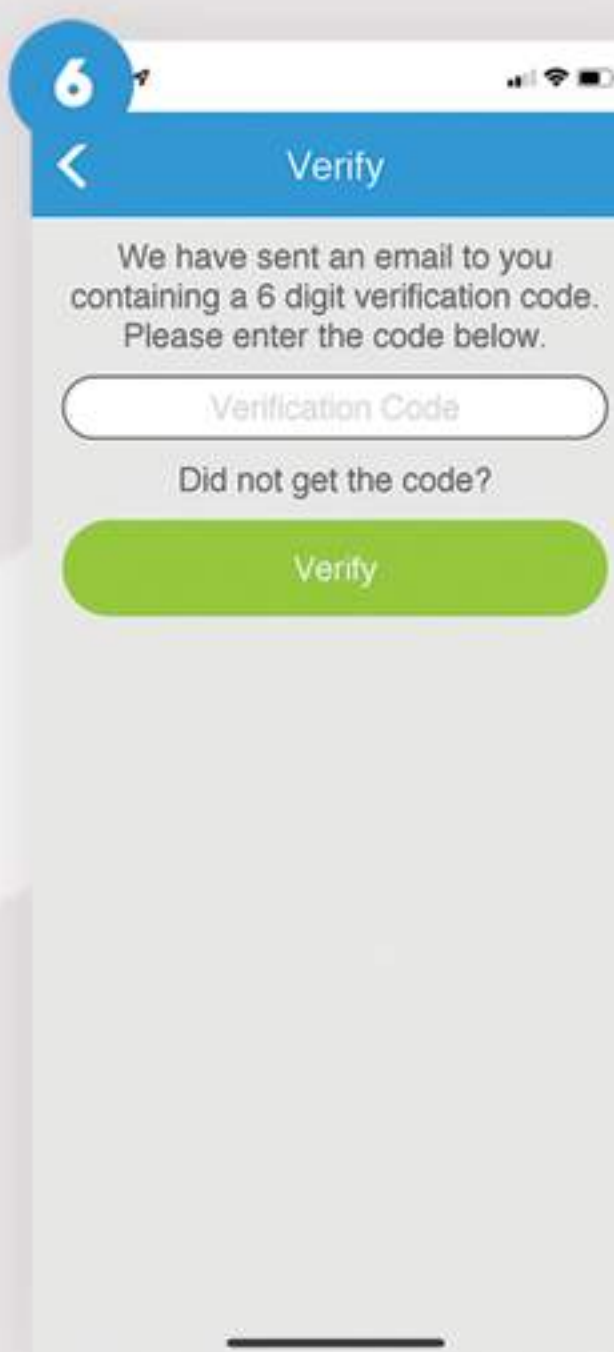 6
Verify
We have sent an email to you
containing a 6 digit verification code.
Please enter the code below.
Verification Code
Did not get the code?
Verify